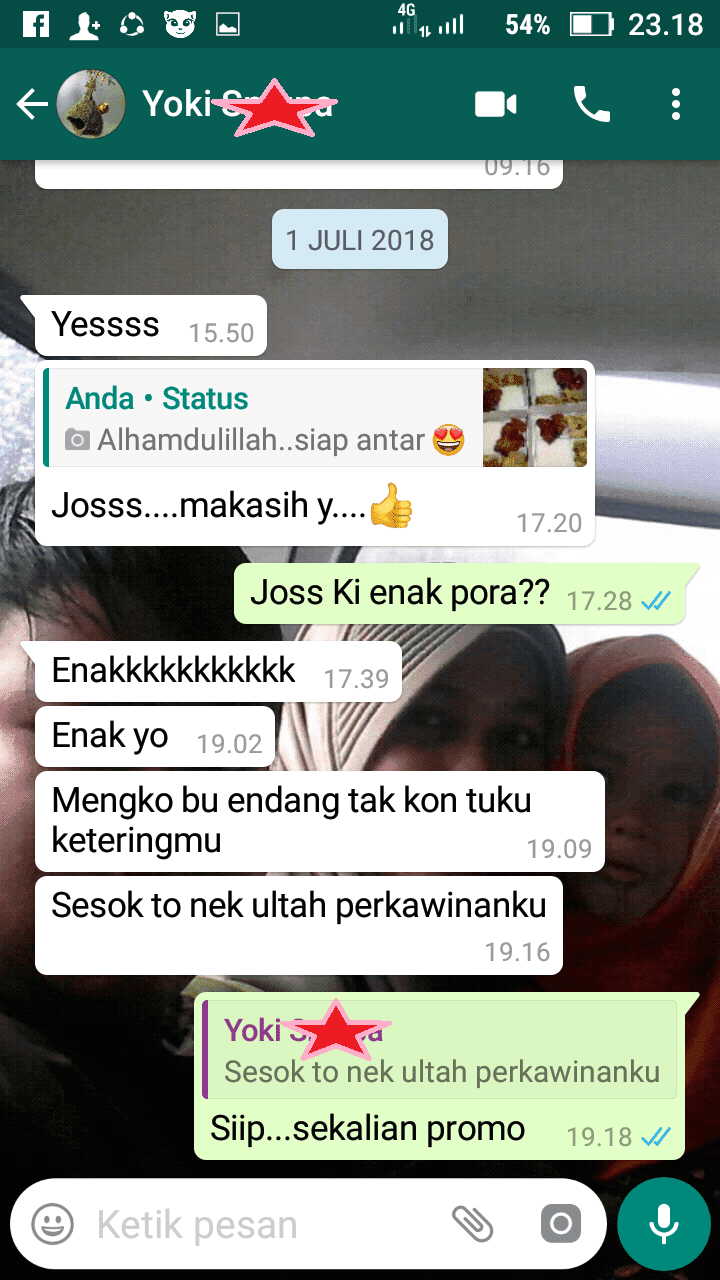 4G
54%
23.18
Yoki
09.16
1 JULI 2018
Yessss 15.50
Anda • Status
Alhamdulillah..siap antar 😍
Josss....makasih y....👍
17.20
Joss Ki enak pora?? 17.28
Enakkkkkkkkkkk 17.39
Enak yo 19.02
Mengko bu endang tak kon tuku
keteringmu 19.09
Sesok to nek ultah perkawinanku
19.16
Yoki
Sesok to nek ultah perkawinanku
Siip...sekalian promo 19.18
Ketik pesan